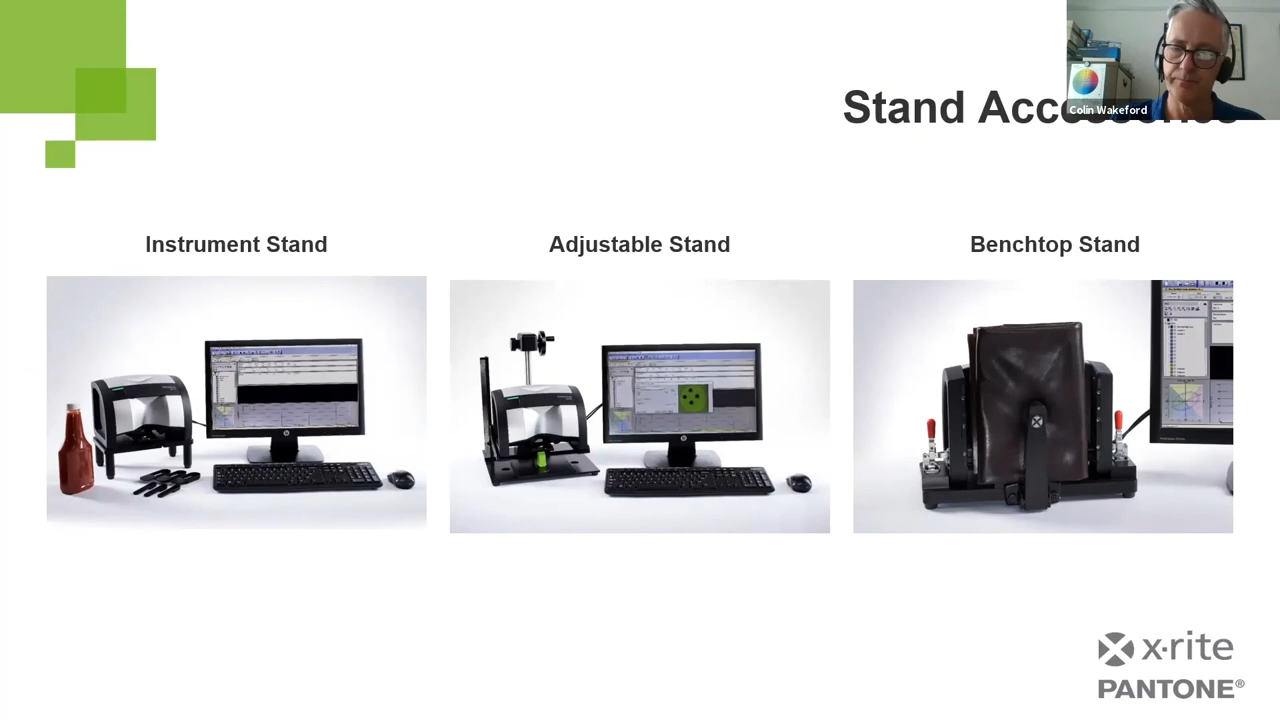 Stand Acc
Colin Wakeford
Instrument Stand
Adjustable Stand
Benchtop Stand
x·rite
PANTONE®